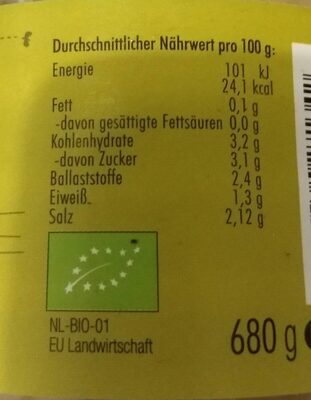 Durchschnittlicher Nährwert pro 100 g:
Energie 101 kJ
24,1 kcal
Fett 0,1 g
-davon gesättigte Fettsäuren 0,0 g
Kohlenhydrate 3,2 g
-davon Zucker 3,1 g
Ballaststoffe 2,4 g
Eiweiß 1,3 g
Salz 2,12 g
NL-BIO-01
EU Landwirtschaft
680 g